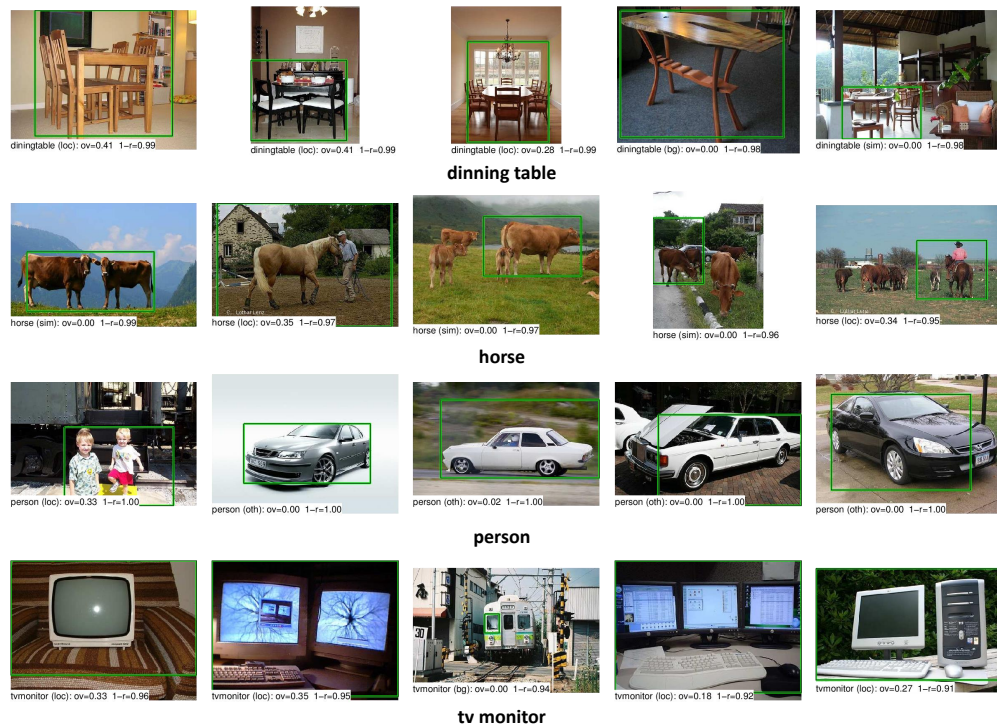 diningtable (loc): ov=0.41 1−r=0.99
diningtable (loc): ov=0.41 1−r=0.99
diningtable (loc): ov=0.28 1−r=0.99
diningtable (bg): ov=0.00 1−r=0.98
diningtable (sim): ov=0.00 1−r=0.98
dinning table
horse (sim): ov=0.00 1−r=0.99
horse (loc): ov=0.35 1−r=0.97
horse (sim): ov=0.00 1−r=0.97
horse (sim): ov=0.00 1−r=0.96
horse (loc): ov=0.34 1−r=0.95
horse
person (loc): ov=0.33 1−r=1.00
person (oth): ov=0.00 1−r=1.00
person (oth): ov=0.02 1−r=1.00
person (oth): ov=0.00 1−r=1.00
person (oth): ov=0.00 1−r=1.00
person
30
tvmonitor (loc): ov=0.33 1−r=0.96
tvmonitor (loc): ov=0.35 1−r=0.95
tvmonitor (bg): ov=0.00 1−r=0.94
tvmonitor (loc): ov=0.18 1−r=0.92
tvmonitor (loc): ov=0.27 1−r=0.91
tv monitor